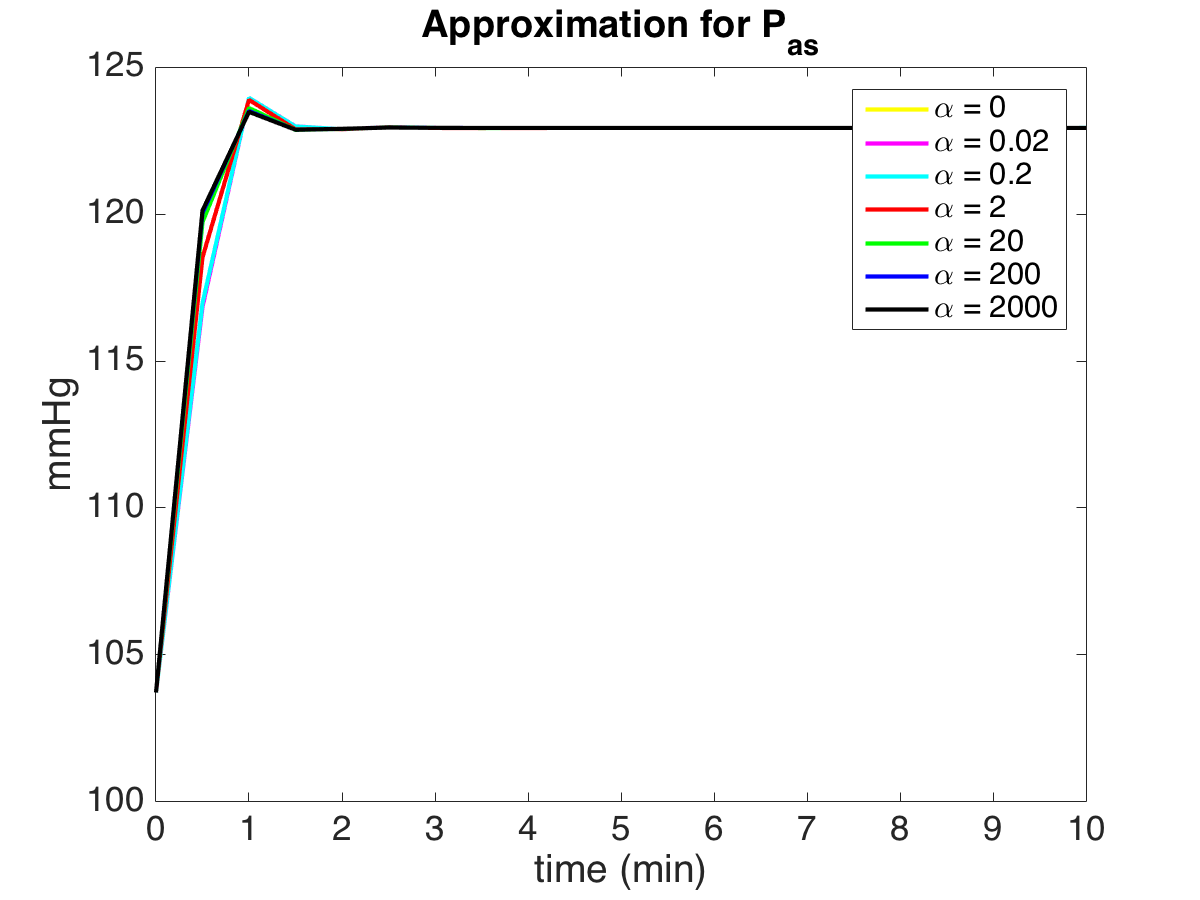 Approximation for P_as
125
120
115
110
105
100
mmHg
α = 0
α = 0.02
α = 0.2
α = 2
α = 20
α = 200
α = 2000
0 1 2 3 4 5 6 7 8 9 10
time (min)